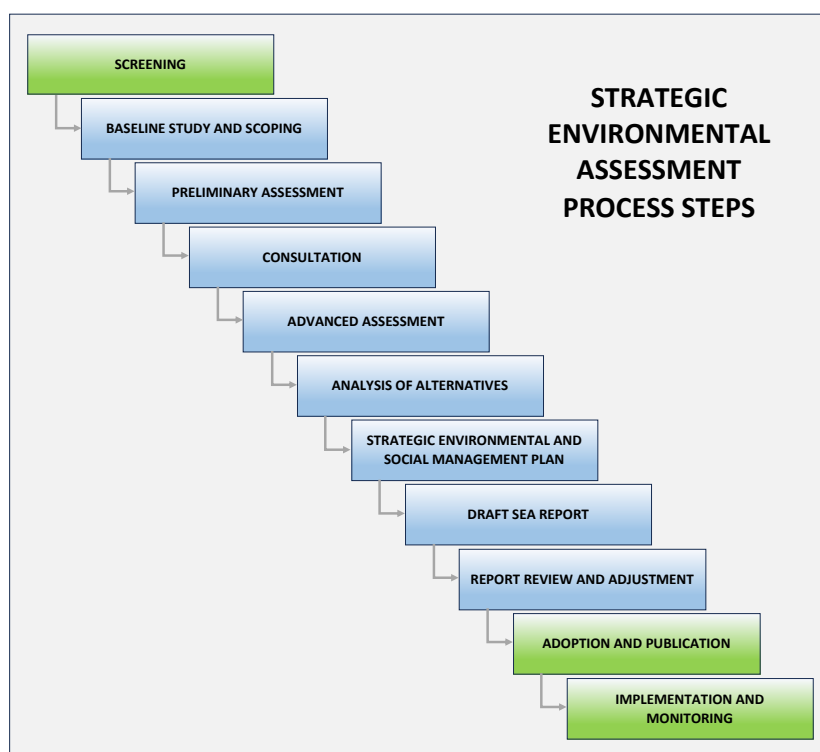 SCREENING
STRATEGIC
ENVIRONMENTAL
ASSESSMENT
PROCESS STEPS
BASELINE STUDY AND SCOPING
PRELIMINARY ASSESSMENT
CONSULTATION
ADVANCED ASSESSMENT
ANALYSIS OF ALTERNATIVES
STRATEGIC ENVIRONMENTAL AND
SOCIAL MANAGEMENT PLAN
DRAFT SEA REPORT
REPORT REVIEW AND ADJUSTMENT
ADOPTION AND PUBLICATION
IMPLEMENTATION AND
MONITORING